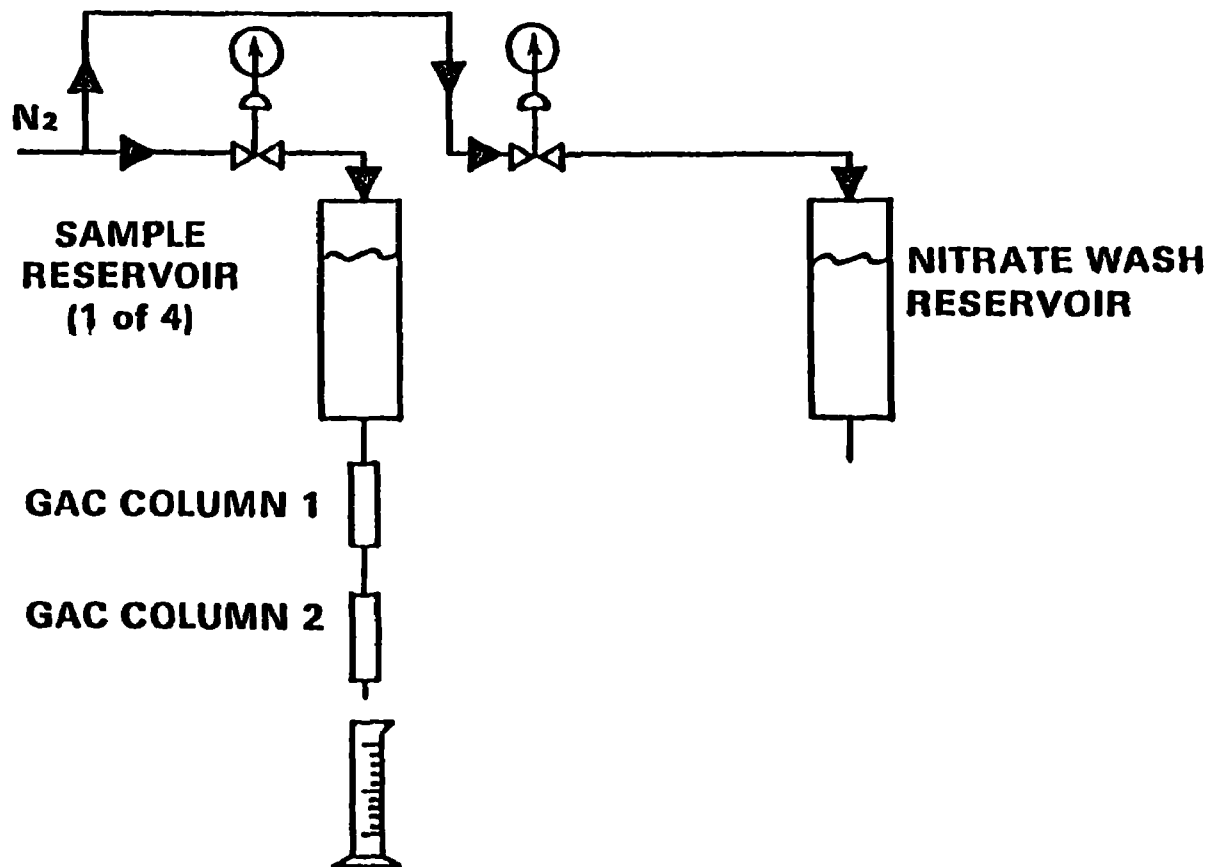 N2
SAMPLE
RESERVOIR
(1 of 4)
NITRATE WASH
RESERVOIR
GAC COLUMN 1
GAC COLUMN 2